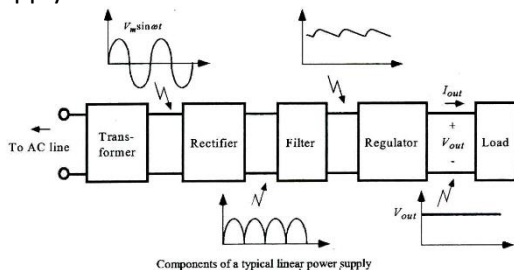 pply
V_m sinωt
I_out
To AC line
Trans-
former
Rectifier
Filter
Regulator
+
V_out
-
Load
V_out
Components of a typical linear power supply